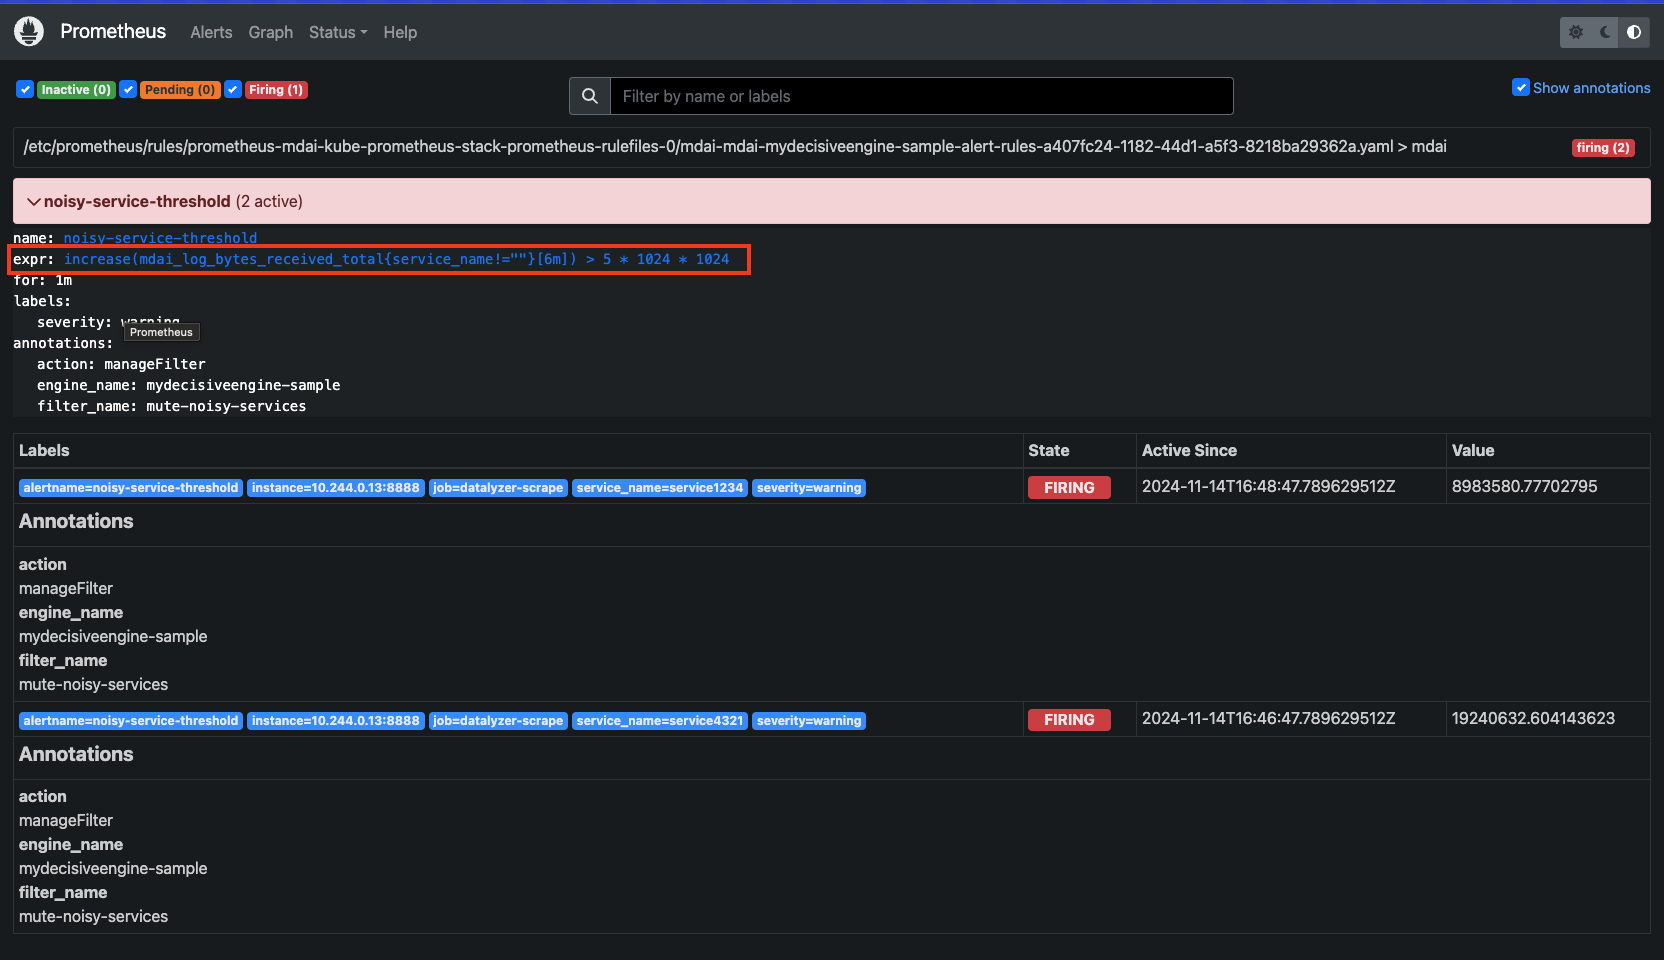 Prometheus Alerts Graph Status Help
Inactive (0) Pending (0) Firing (1) Filter by name or labels Show annotations
/etc/prometheus/rules/prometheus-mdai-kube-prometheus-stack-prometheus-rulefiles-0/mdai-mdai-mydecisiveengine-sample-alert-rules-a407fc24-1182-44d1-a5f3-8218ba29362a.yaml > mdai firing (2)
noisy-service-threshold (2 active)
name: noisy-service-threshold
expr: increase(mdai_log_bytes_received_total{service_name!=""}[6m]) > 5 * 1024 * 1024
for: 1m
labels:
severity: warning
Prometheus
annotations:
action: manageFilter
engine_name: mydecisiveengine-sample
filter_name: mute-noisy-services
Labels State Active Since Value
alertname=noisy-service-threshold instance=10.244.0.13:8888 job=datalyzer-scrape service_name=service1234 severity=warning FIRING 2024-11-14T16:48:47.789629512Z 8983580.77702795
Annotations
action
manageFilter
engine_name
mydecisiveengine-sample
filter_name
mute-noisy-services
alertname=noisy-service-threshold instance=10.244.0.13:8888 job=datalyzer-scrape service_name=service4321 severity=warning FIRING 2024-11-14T16:46:47.789629512Z 19240632.604143623
Annotations
action
manageFilter
engine_name
mydecisiveengine-sample
filter_name
mute-noisy-services